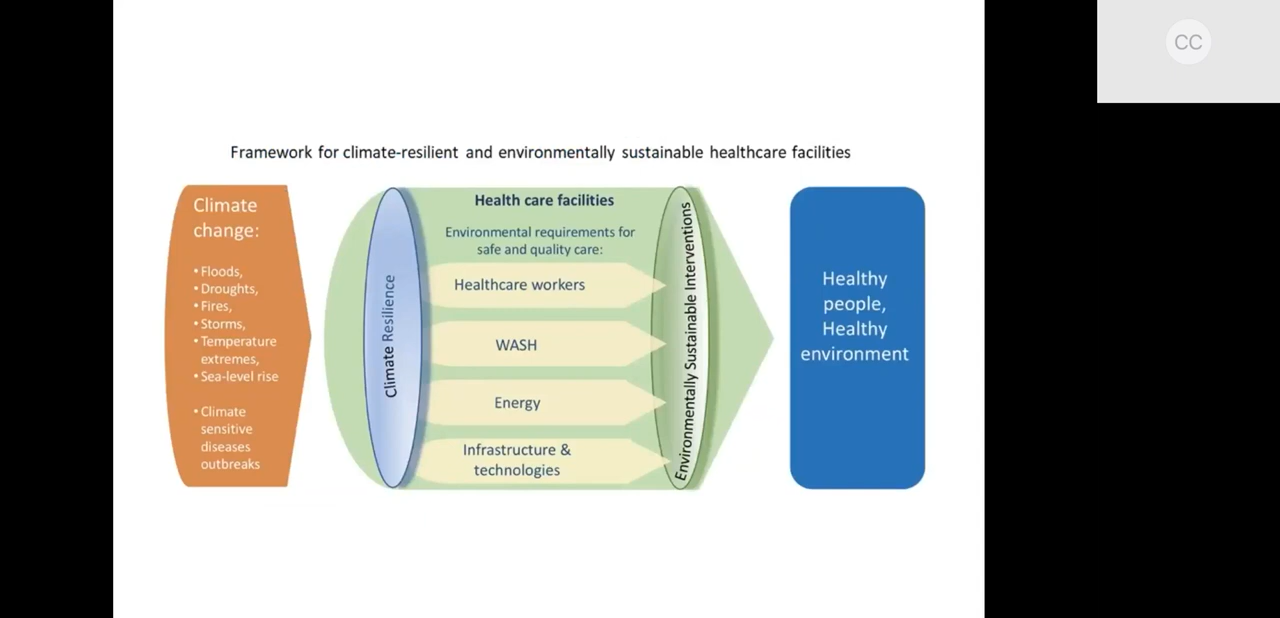 CC
Framework for climate-resilient and environmentally sustainable healthcare facilities
Climate
change:
• Floods,
• Droughts,
• Fires,
• Storms,
• Temperature
extremes,
• Sea-level rise
• Climate
sensitive
diseases
outbreaks
Climate Resilience
Health care facilities
Environmental requirements for
safe and quality care:
Healthcare workers
WASH
Energy
Infrastructure &
technologies
Environmentally Sustainable Interventions
Healthy
people,
Healthy
environment